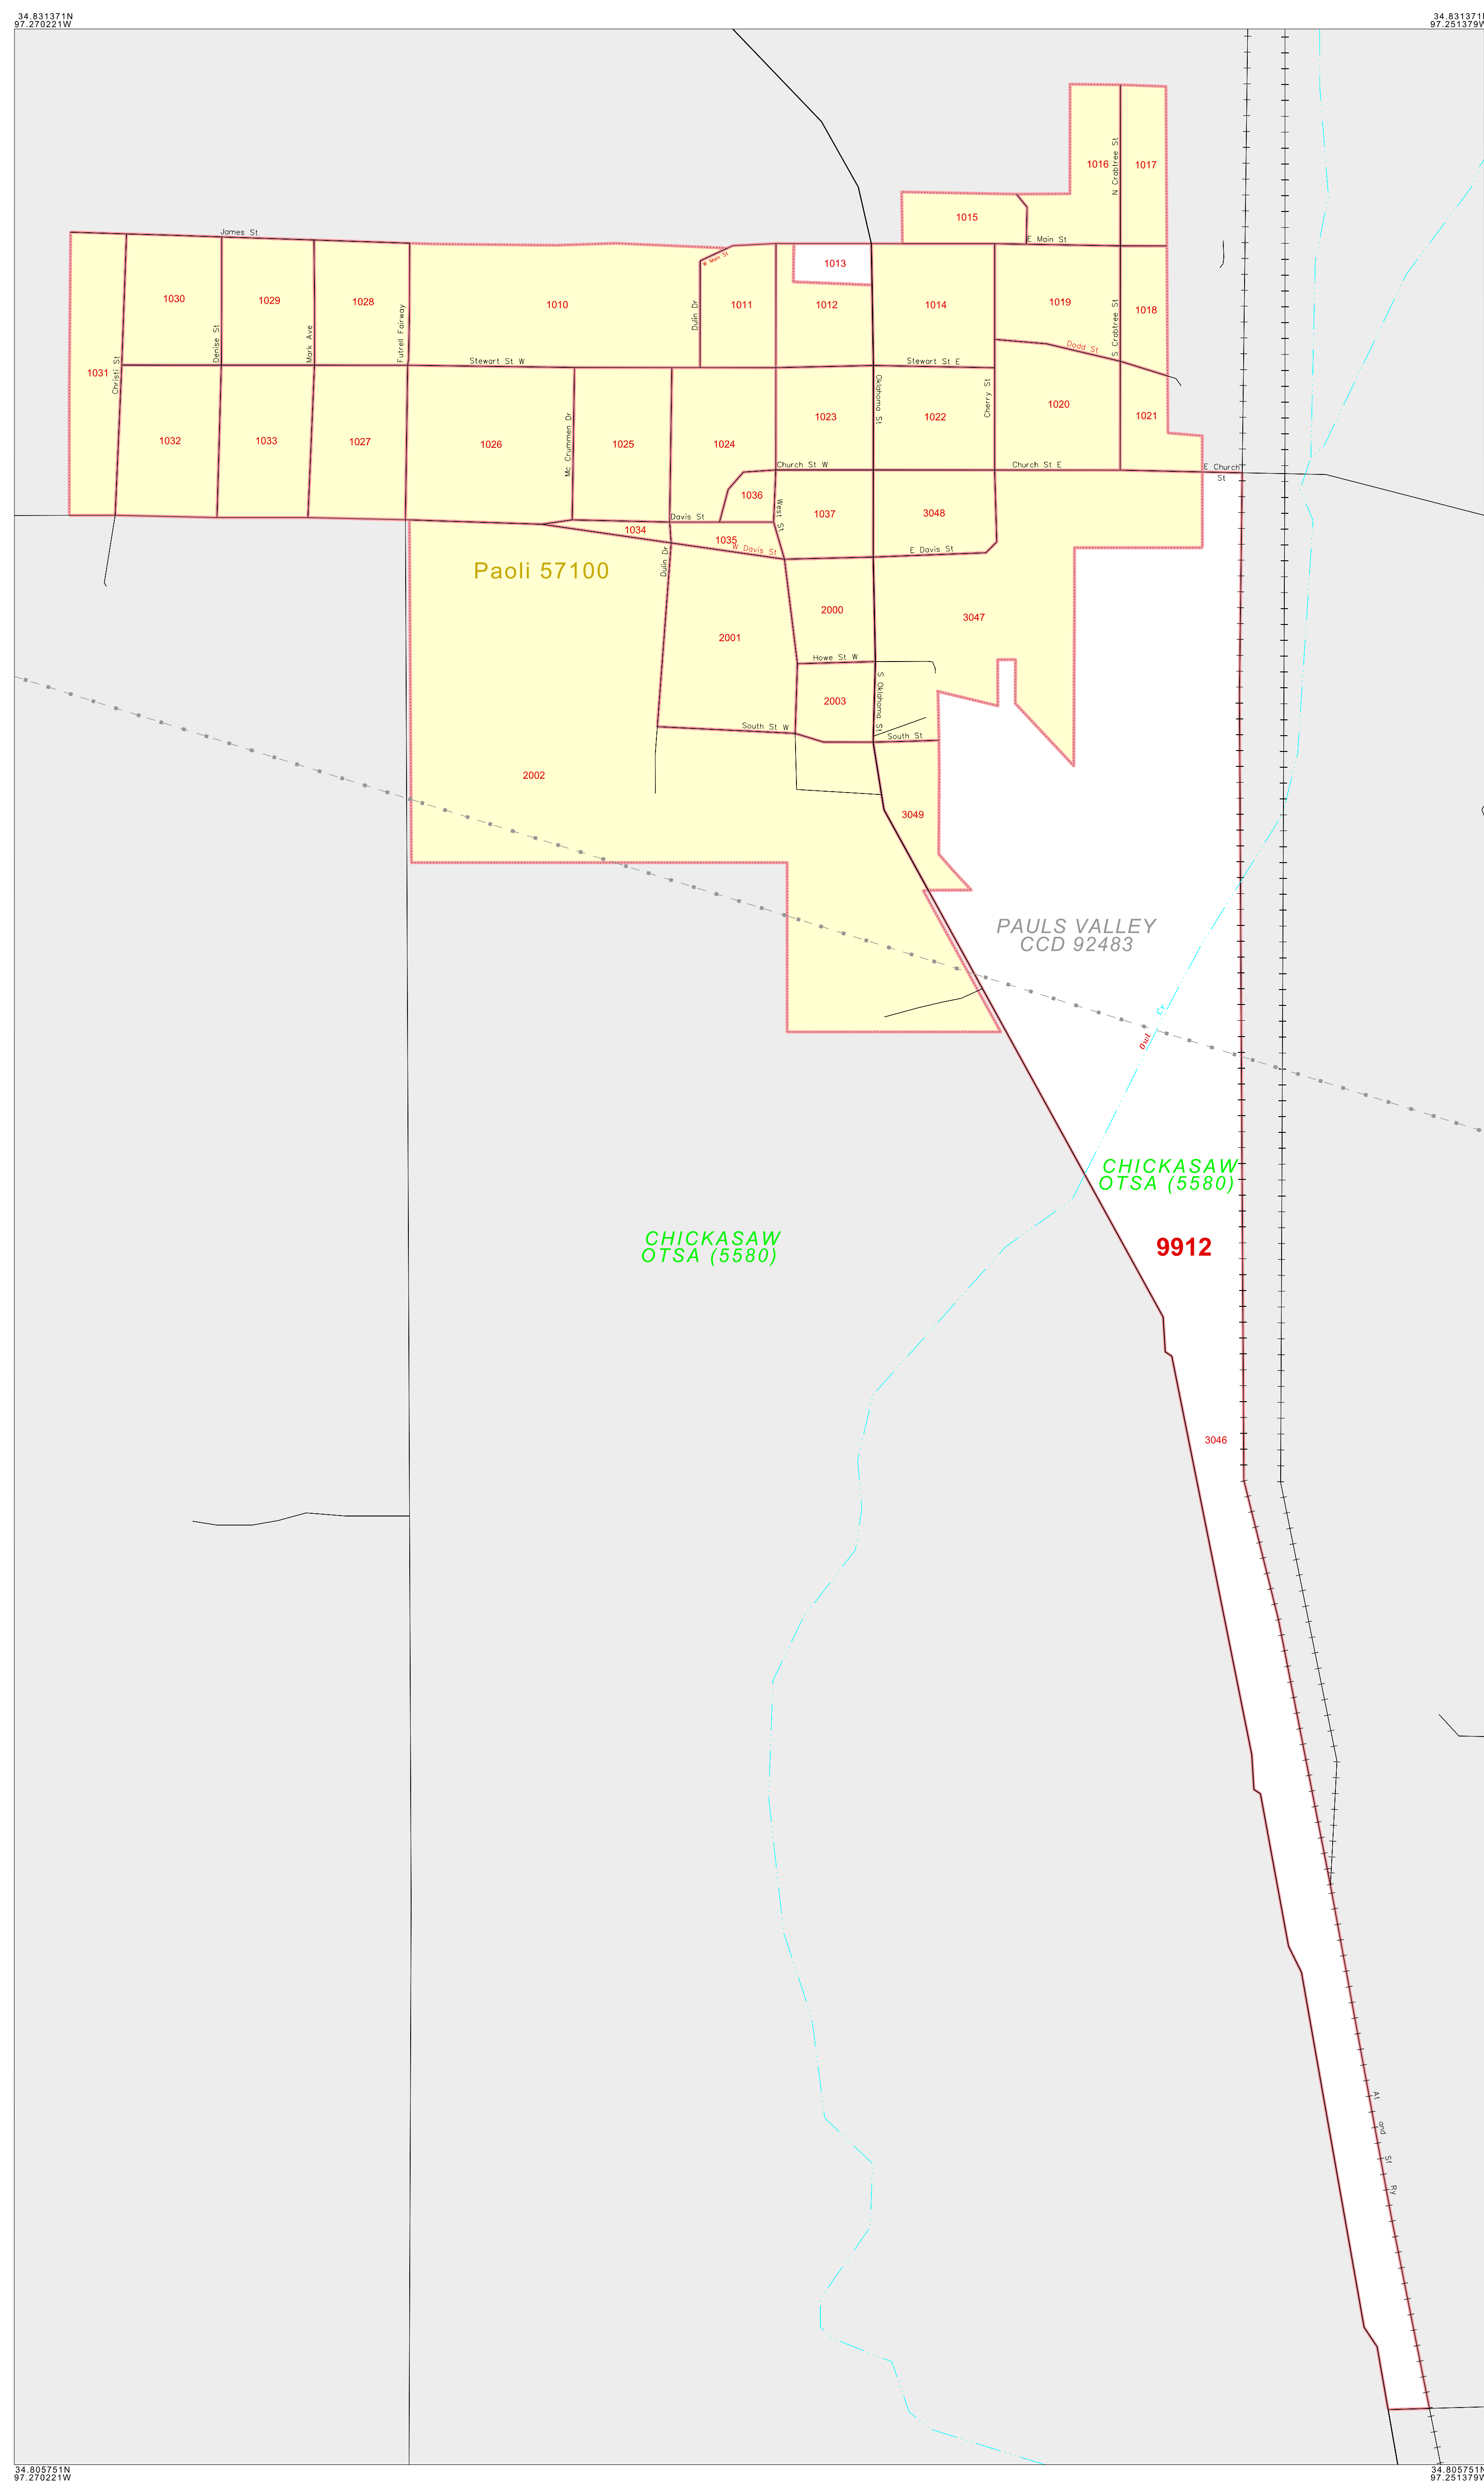 34.831371N
97.270221W
34.831371N
97.251379W
1016
N Crabtree St
1017
1015
E Main St
James St
W Main St
1013
1030
1029
1028
1010
Dulin Dr
1011
1012
1014
1019
S Crabtree St
1018
Denise St
Mark Ave
Futrell Fairway
Dodd St
Stewart St W
Stewart St E
1031
Christi St
Oklahoma St
Cherry St
1020
1021
1032
1033
1027
1026
Mc Crummen Dr
1025
1024
1023
1022
Church St W
Church St E
E Church
St
1036
West St
1037
3048
Davis St
1034
1035
W Davis St
E Davis St
Dulin Dr
Paoli 57100
2000
3047
2001
Howe St W
2003
S Oklahoma St
South St W
South St
2002
3049
PAULS VALLEY
CCD 92483
Owl
Cr
CHICKASAW
OTSA (5580)
CHICKASAW
OTSA (5580)
9912
3046
At and Sf Ry
34.805751N
97.270221W
34.805751N
97.251379W